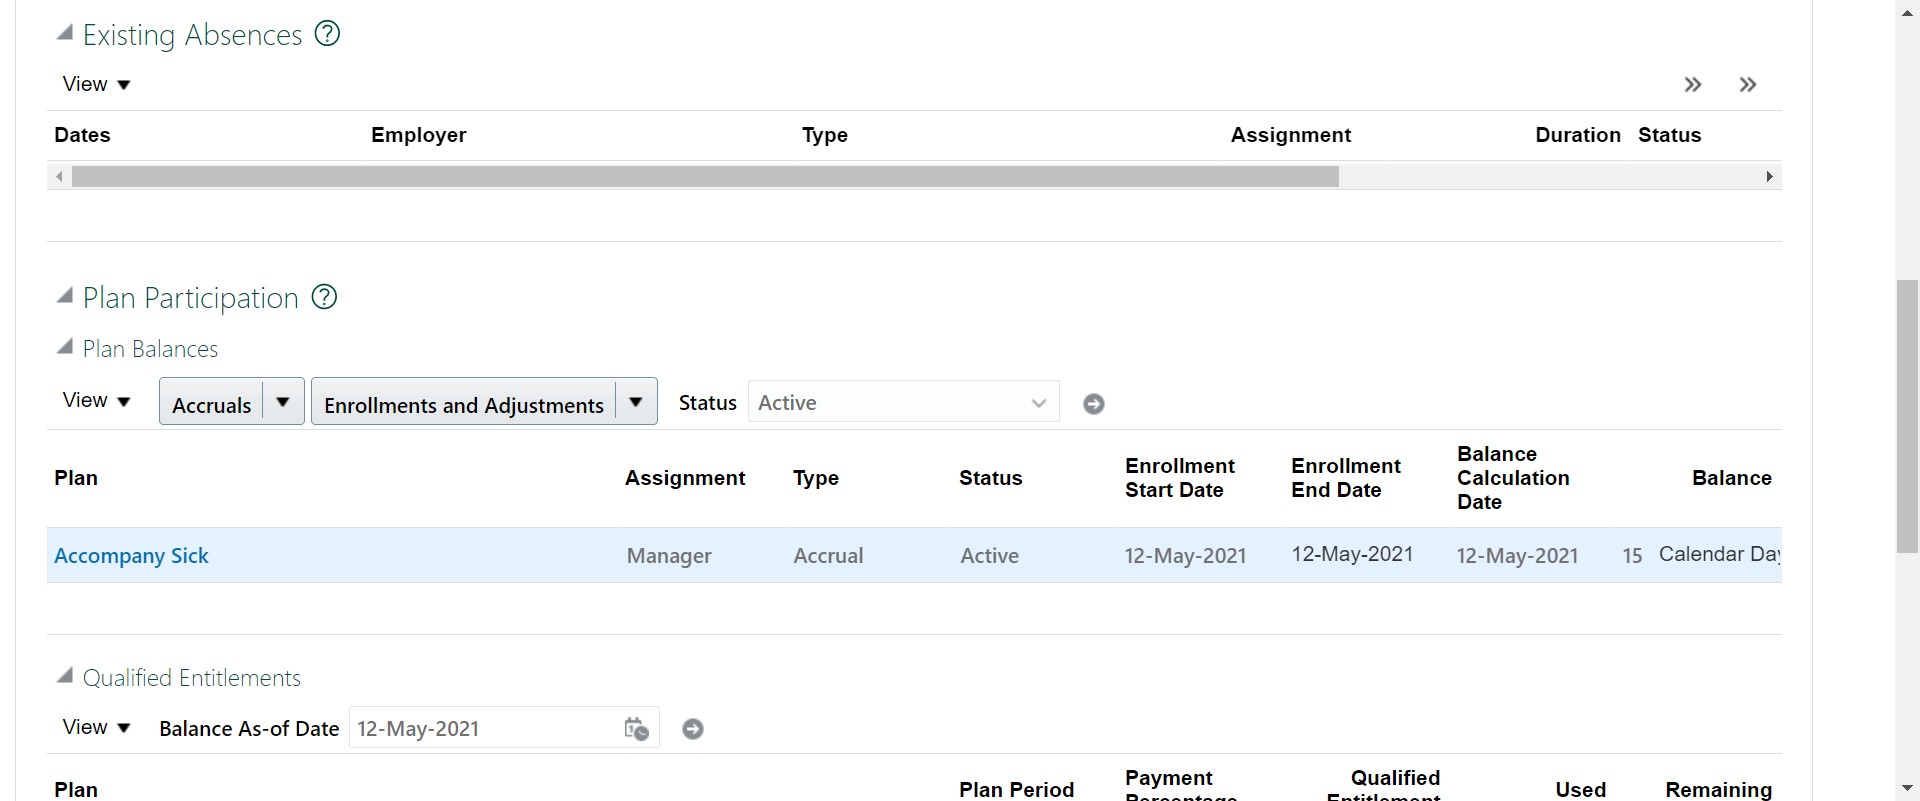 Existing Absences
View
Dates Employer Type Assignment Duration Status
Plan Participation
Plan Balances
View Accruals Enrollments and Adjustments Status Active
Plan Assignment Type Status Enrollment Start Date Enrollment End Date Balance Calculation Date Balance
Accompany Sick Manager Accrual Active 12-May-2021 12-May-2021 12-May-2021 15 Calendar Day
Qualified Entitlements
View Balance As-of Date 12-May-2021
Plan Plan Period Payment Percentage Qualified Entitlement Used Remaining